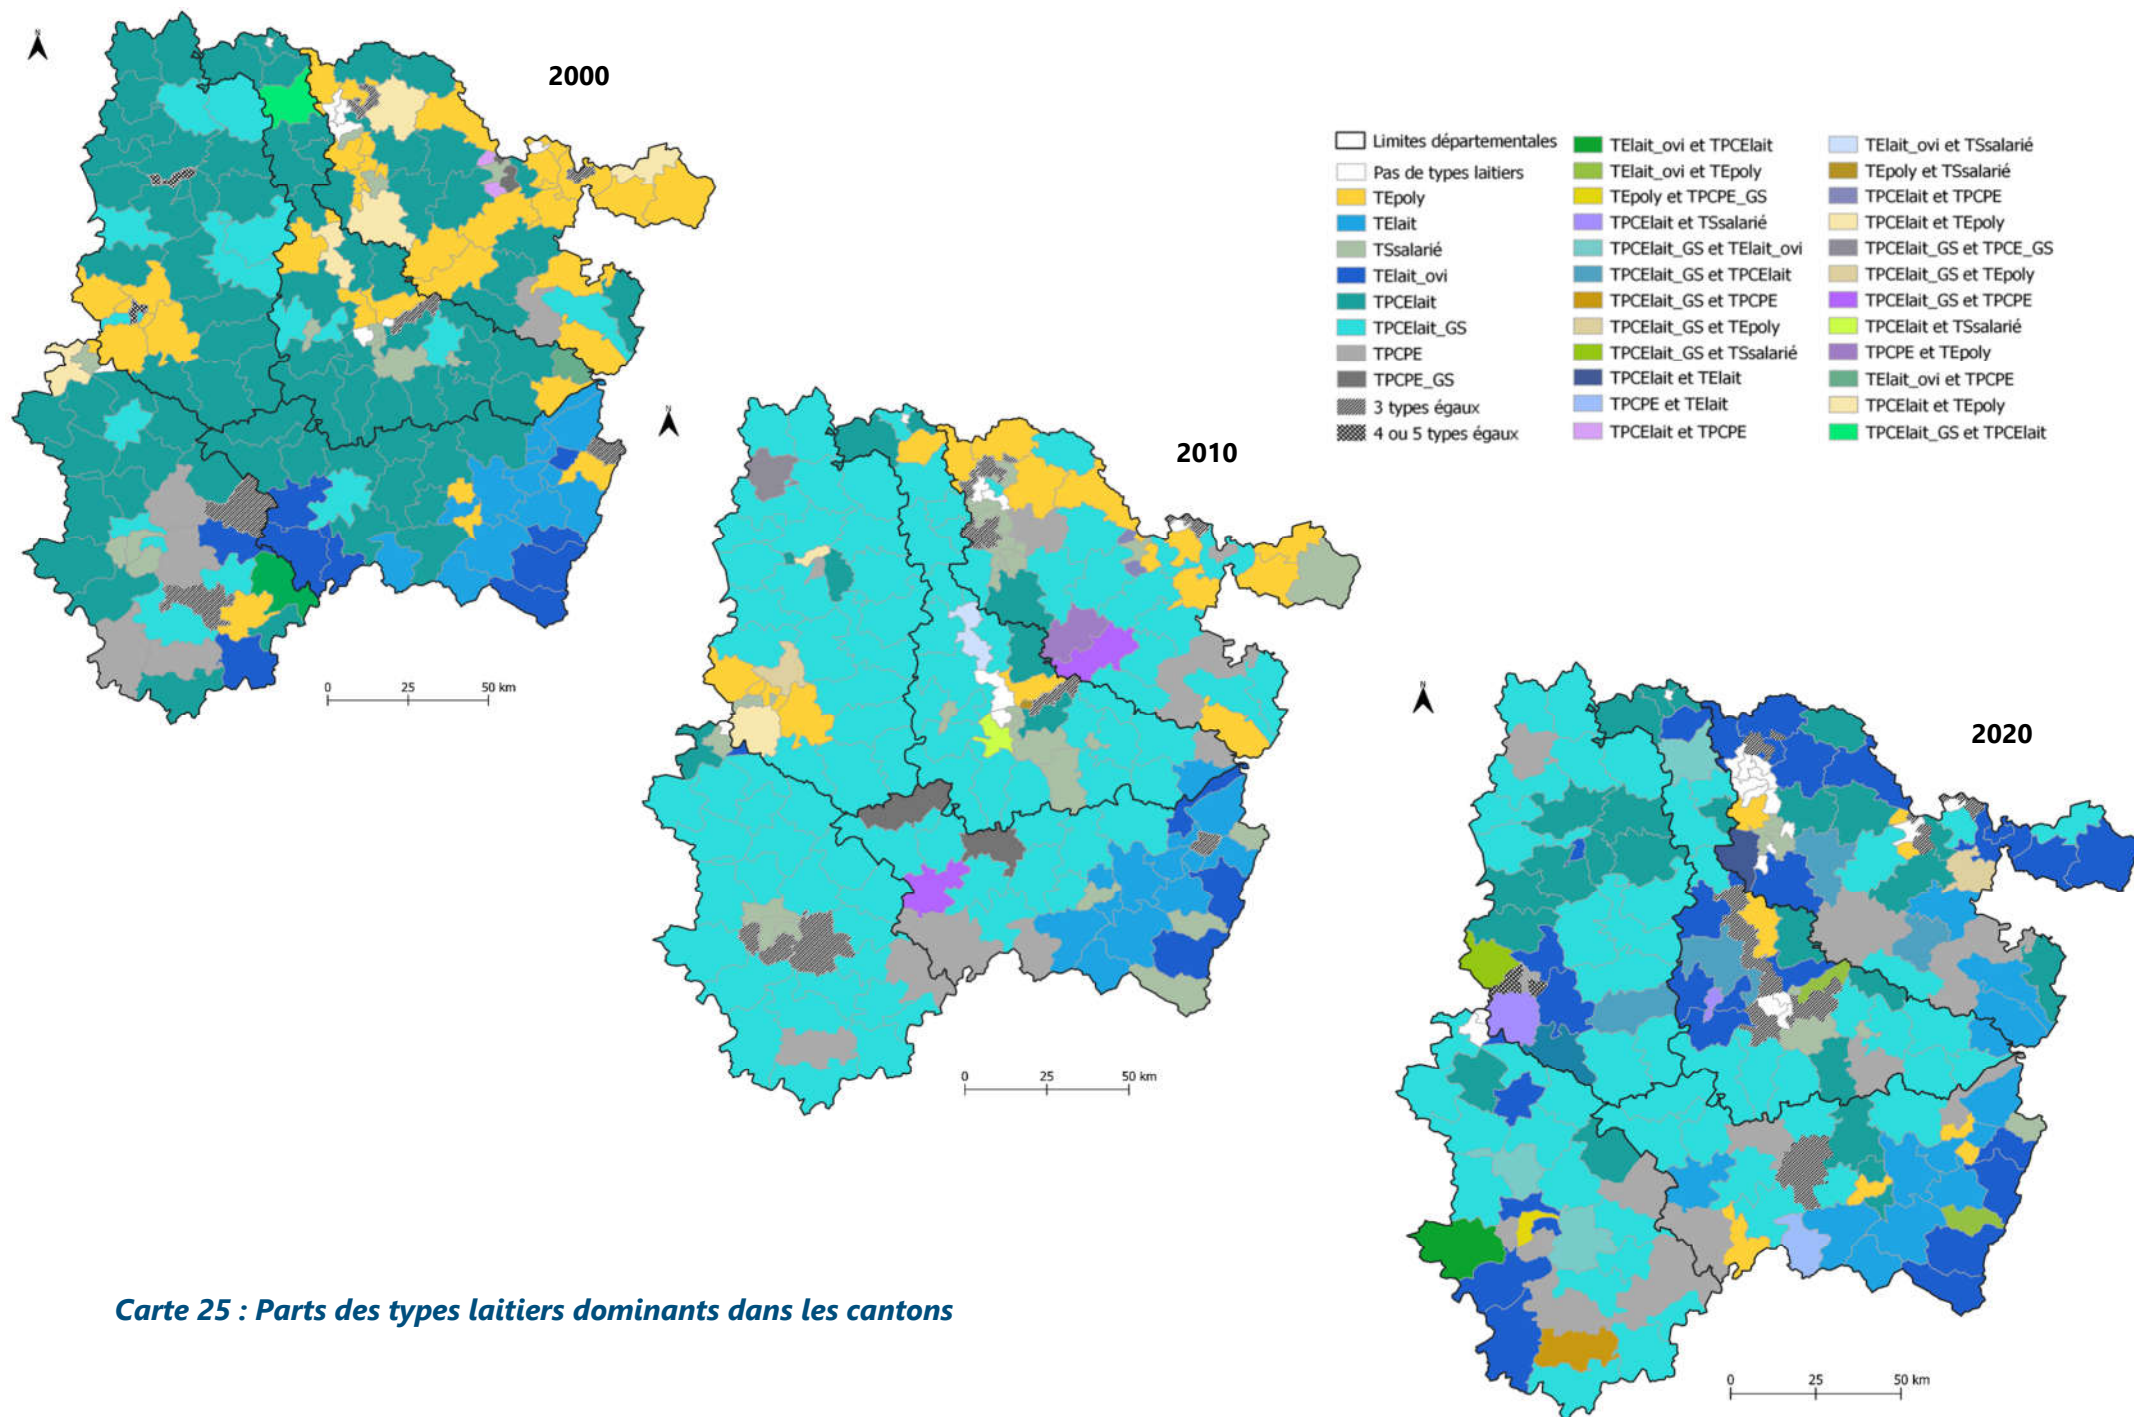 N
2000
Limites départementales
Pas de types laitiers
TEpoly
TElait
TSsalarié
TElait_ovi
TPCElait
TPCElait_GS
TPCPE
TPCPE_GS
3 types égaux
4 ou 5 types égaux
TElait_ovi et TPCElait
TElait_ovi et TEpoly
TEpoly et TPCPE_GS
TPCElait et TSsalarié
TPCElait_GS et TElait_ovi
TPCElait_GS et TPCElait
TPCElait_GS et TPCPE
TPCElait_GS et TEpoly
TPCElait_GS et TSsalarié
TPCElait et TElait
TPCPE et TElait
TPCElait et TPCPE
TElait_ovi et TSsalarié
TEpoly et TSsalarié
TPCElait et TPCPE
TPCElait et TEpoly
TPCElait_GS et TPCE_GS
TPCElait_GS et TEpoly
TPCElait_GS et TPCPE
TPCElait et TSsalarié
TPCPE et TEpoly
TElait_ovi et TPCPE
TPCElait et TEpoly
TPCElait_GS et TPCElait
0 25 50 km
N
2010
0 25 50 km
N
2020
0 25 50 km
Carte 25 : Parts des types laitiers dominants dans les cantons